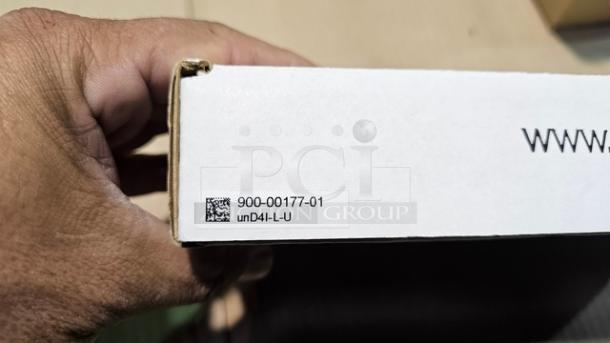 WWW.
PCI
900-00177-01
unD4I-L-U
GROUP